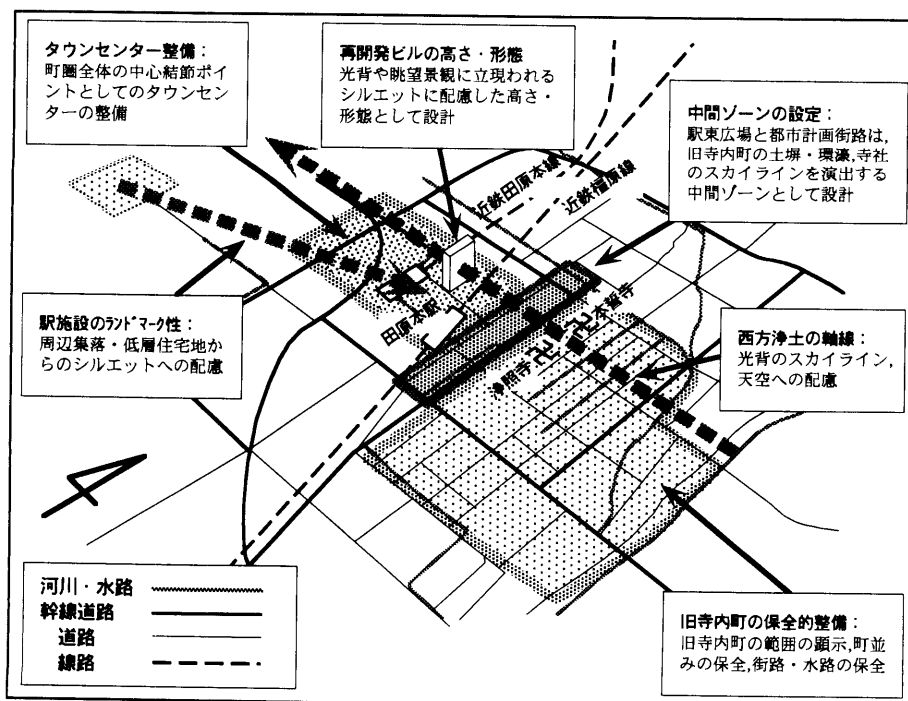 タウンセンター整備：
町圏全体の中心結節ポイ
ントとしてのタウンセン
ターの整備
再開発ビルの高さ・形態
光背や眺望景観に立現われる
シルエットに配慮した高さ・
形態として設計
中間ゾーンの設定：
駅東広場と都市計画街路は,
旧寺内町の土塀・環濠,寺社
のスカイラインを演出する
中間ゾーンとして設計
近鉄田原本線
近鉄橿原線
駅施設のﾗﾝﾄﾞﾏｰｸ性：
周辺集落・低層住宅地か
らのシルエットへの配慮
田原本駅
本誓寺
浄照寺
西方浄土の軸線：
光背のスカイライン,
天空への配慮
河川・水路
幹線道路
道路
線路
旧寺内町の保全的整備：
旧寺内町の範囲の顕示,町並
みの保全,街路・水路の保全